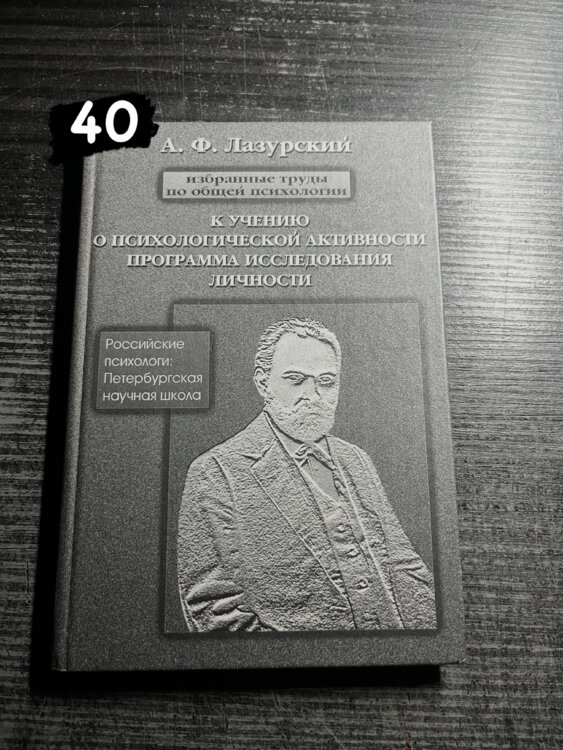 40
А. Ф. Лазурский
избранные труды
по общей психологии
К УЧЕНИЮ
О ПСИХОЛОГИЧЕСКОЙ АКТИВНОСТИ
ПРОГРАММА ИССЛЕДОВАНИЯ
ЛИЧНОСТИ
Российские
психологи:
Петербургская
научная школа